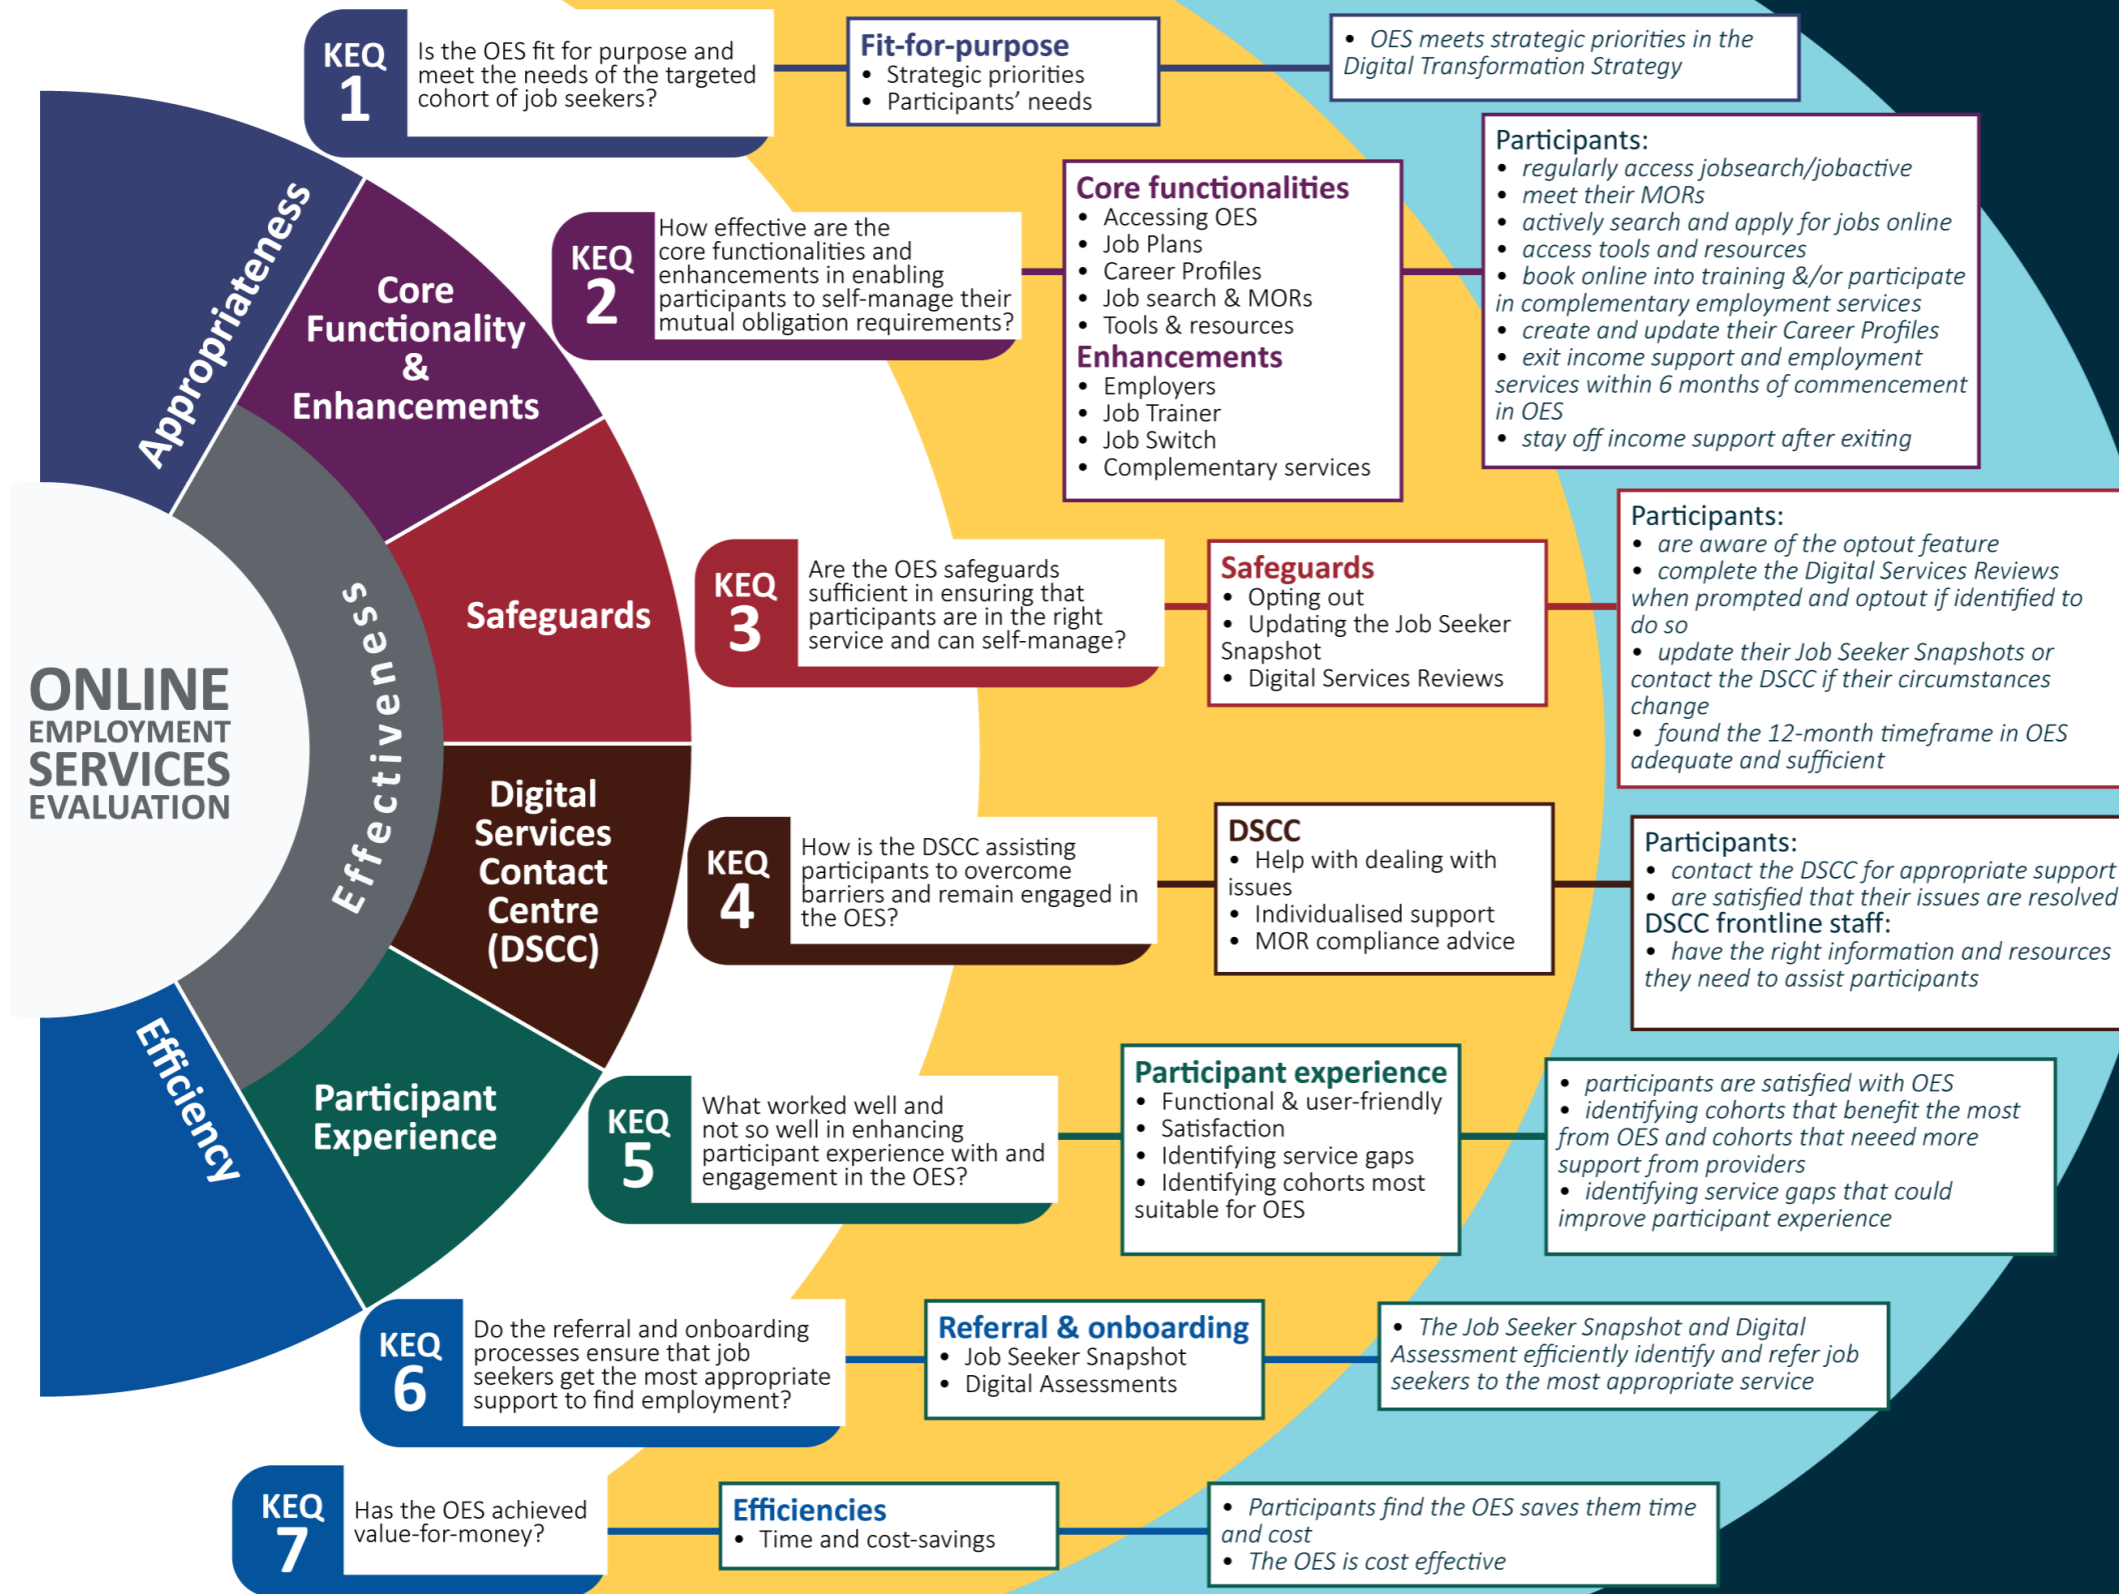 ONLINE
EMPLOYMENT
SERVICES
EVALUATION
Appropriateness
Effectiveness
Efficiency
Core
Functionality
&
Enhancements
Safeguards
Digital
Services
Contact
Centre
(DSCC)
Participant
Experience
KEQ
1
Is the OES fit for purpose and
meet the needs of the targeted
cohort of job seekers?
Fit-for-purpose
• Strategic priorities
• Participants’ needs
• OES meets strategic priorities in the
Digital Transformation Strategy
KEQ
2
How effective are the
core functionalities and
enhancements in enabling
participants to self-manage their
mutual obligation requirements?
Core functionalities
• Accessing OES
• Job Plans
• Career Profiles
• Job search & MORs
• Tools & resources
Enhancements
• Employers
• Job Trainer
• Job Switch
• Complementary services
Participants:
• regularly access jobsearch/jobactive
• meet their MORs
• actively search and apply for jobs online
• access tools and resources
• book online into training &/or participate
in complementary employment services
• create and update their Career Profiles
• exit income support and employment
services within 6 months of commencement
in OES
• stay off income support after exiting
KEQ
3
Are the OES safeguards
sufficient in ensuring that
participants are in the right
service and can self-manage?
Safeguards
• Opting out
• Updating the Job Seeker
Snapshot
• Digital Services Reviews
Participants:
• are aware of the optout feature
• complete the Digital Services Reviews
when prompted and optout if identified to
do so
• update their Job Seeker Snapshots or
contact the DSCC if their circumstances
change
• found the 12-month timeframe in OES
adequate and sufficient
KEQ
4
How is the DSCC assisting
participants to overcome
barriers and remain engaged in
the OES?
DSCC
• Help with dealing with
issues
• Individualised support
• MOR compliance advice
Participants:
• contact the DSCC for appropriate support
• are satisfied that their issues are resolved
DSCC frontline staff:
• have the right information and resources
they need to assist participants
KEQ
5
What worked well and
not so well in enhancing
participant experience with and
engagement in the OES?
Participant experience
• Functional & user-friendly
• Satisfaction
• Identifying service gaps
• Identifying cohorts most
suitable for OES
• participants are satisfied with OES
• identifying cohorts that benefit the most
from OES and cohorts that neeed more
support from providers
• identifying service gaps that could
improve participant experience
KEQ
6
Do the referral and onboarding
processes ensure that job
seekers get the most appropriate
support to find employment?
Referral & onboarding
• Job Seeker Snapshot
• Digital Assessments
• The Job Seeker Snapshot and Digital
Assessment efficiently identify and refer job
seekers to the most appropriate service
KEQ
7
Has the OES achieved
value-for-money?
Efficiencies
• Time and cost-savings
• Participants find the OES saves them time
and cost
• The OES is cost effective